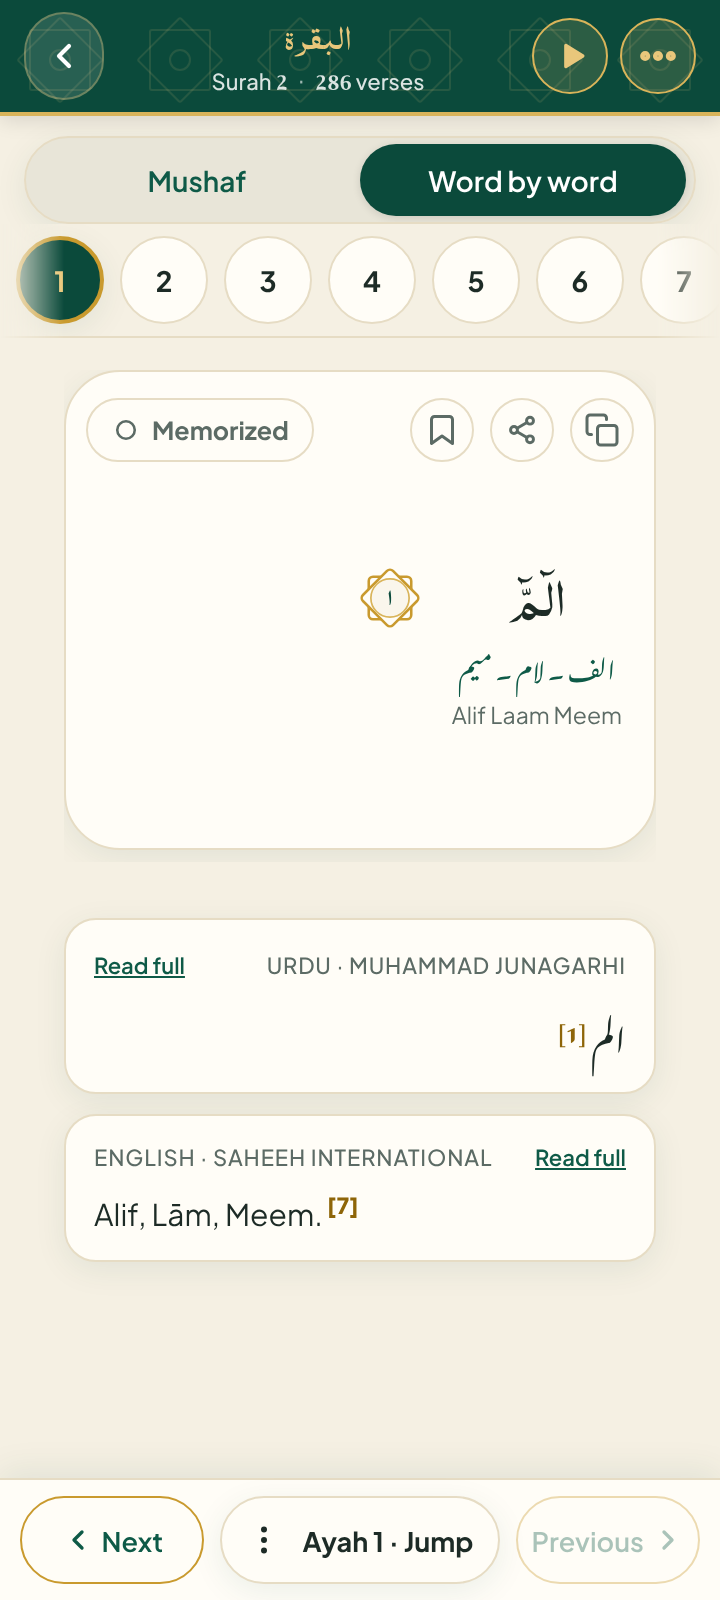 البقرة
Surah 2 · 286 verses
Mushaf
Word by word
1 2 3 4 5 6 7
Memorized
الٓمّٓ ١
الف ـ لام ـ میم
Alif Laam Meem
Read full URDU · MUHAMMAD JUNAGARHI
الم [1]
ENGLISH · SAHEEH INTERNATIONAL Read full
Alif, Lām, Meem. [7]
Next Ayah 1 · Jump Previous